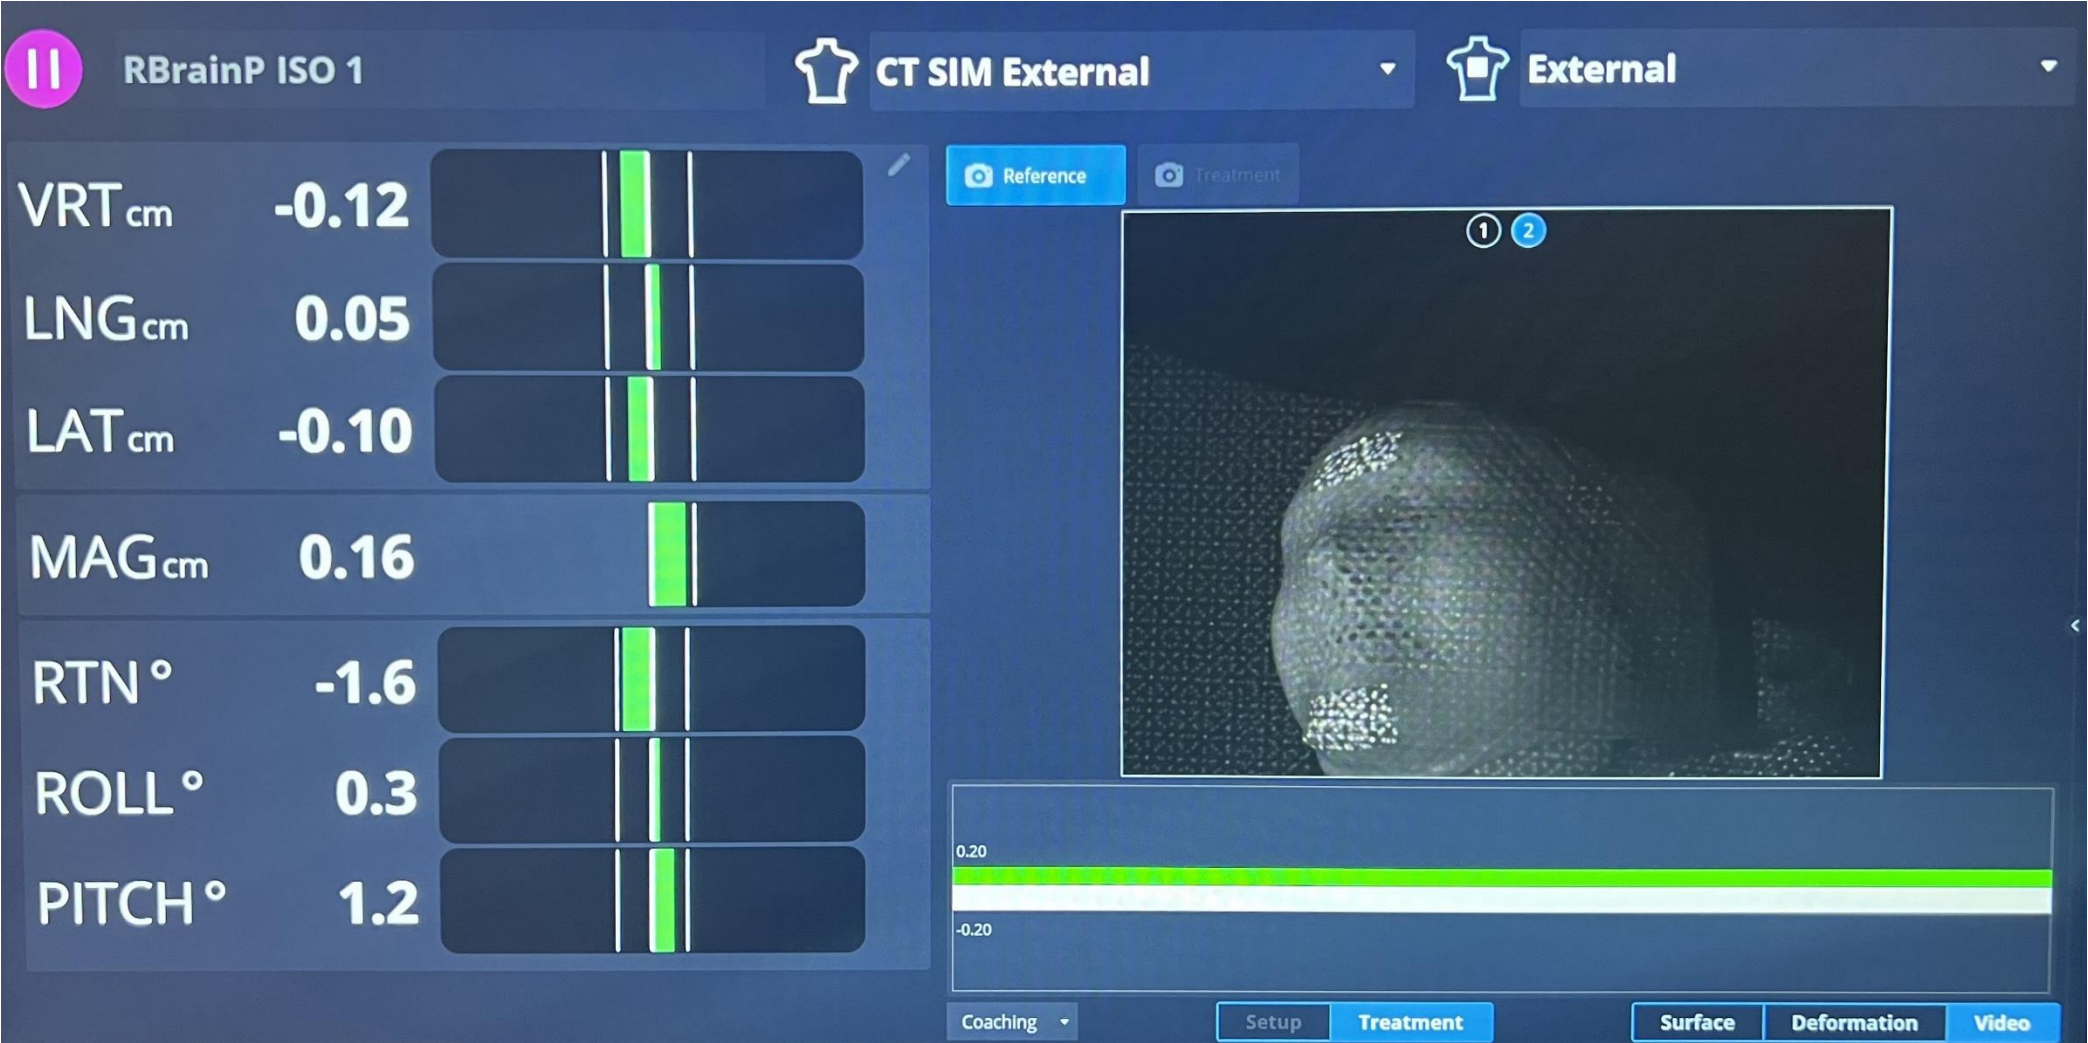 RBrainP ISO 1
CT SIM External
External
VRT cm -0.12
LNG cm 0.05
LAT cm -0.10
MAG cm 0.16
RTN ° -1.6
ROLL ° 0.3
PITCH ° 1.2
Reference
Treatment
1 2
0.20
-0.20
Coaching
Setup
Treatment
Surface
Deformation
Video